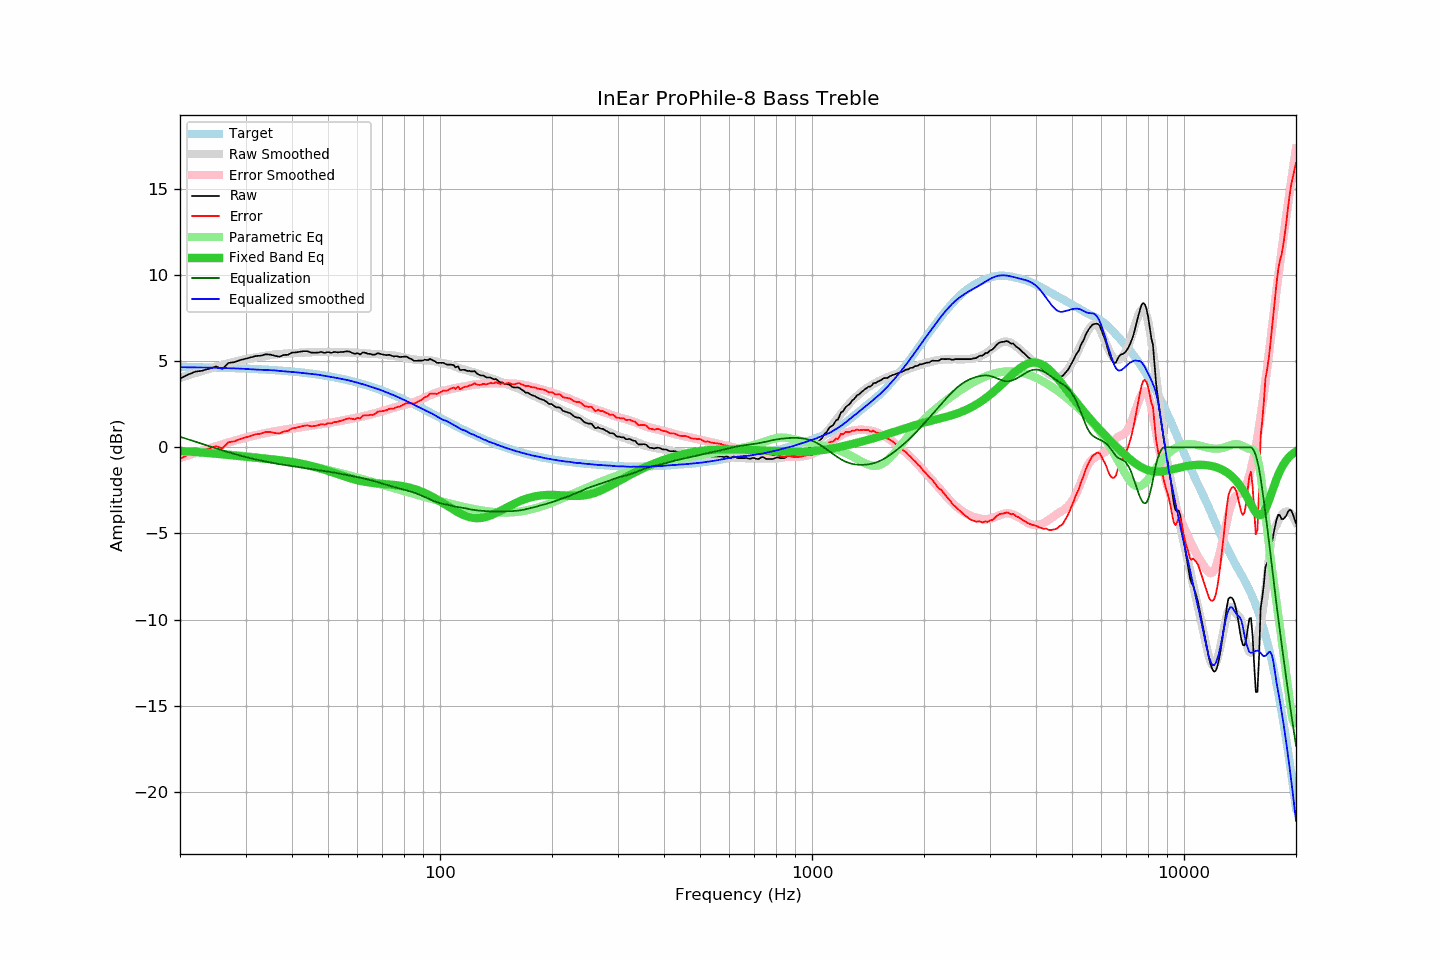 InEar ProPhile-8 Bass Treble
Target
Raw Smoothed
Error Smoothed
Raw
Error
Parametric Eq
Fixed Band Eq
Equalization
Equalized smoothed
15
10
5
0
−5
−10
−15
−20
Amplitude (dBr)
100
1000
10000
Frequency (Hz)